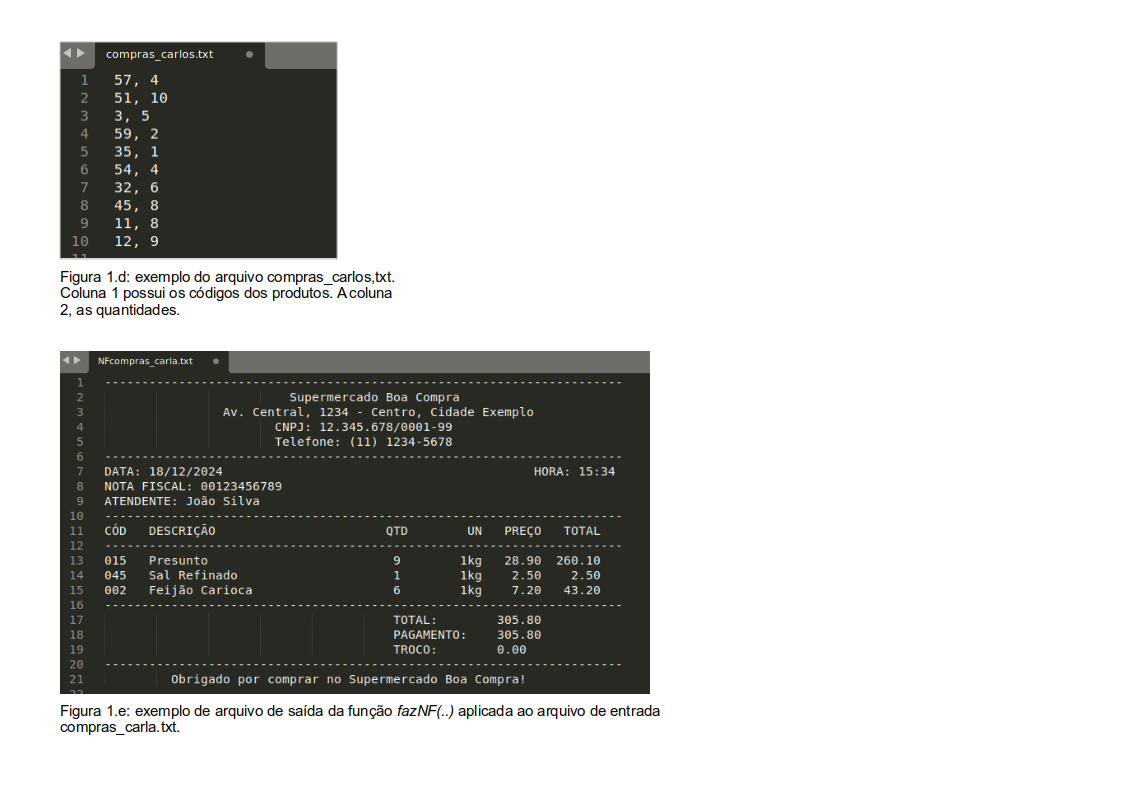 compras_carlos.txt
1 57, 4
2 51, 10
3 3, 5
4 59, 2
5 35, 1
6 54, 4
7 32, 6
8 45, 8
9 11, 8
10 12, 9
11
Figura 1.d: exemplo do arquivo compras_carlos,txt.
Coluna 1 possui os códigos dos produtos. A coluna
2, as quantidades.
NFcompras_carla.txt
1 ----------------------------------------------------------------------
2 Supermercado Boa Compra
3 Av. Central, 1234 - Centro, Cidade Exemplo
4 CNPJ: 12.345.678/0001-99
5 Telefone: (11) 1234-5678
6 ----------------------------------------------------------------------
7 DATA: 18/12/2024 HORA: 15:34
8 NOTA FISCAL: 00123456789
9 ATENDENTE: João Silva
10 ----------------------------------------------------------------------
11 CÓD DESCRIÇÃO QTD UN PREÇO TOTAL
12 ----------------------------------------------------------------------
13 015 Presunto 9 1kg 28.90 260.10
14 045 Sal Refinado 1 1kg 2.50 2.50
15 002 Feijão Carioca 6 1kg 7.20 43.20
16 ----------------------------------------------------------------------
17 TOTAL: 305.80
18 PAGAMENTO: 305.80
19 TROCO: 0.00
20 ----------------------------------------------------------------------
21 Obrigado por comprar no Supermercado Boa Compra!
22
Figura 1.e: exemplo de arquivo de saída da função fazNF(..) aplicada ao arquivo de entrada
compras_carla.txt.